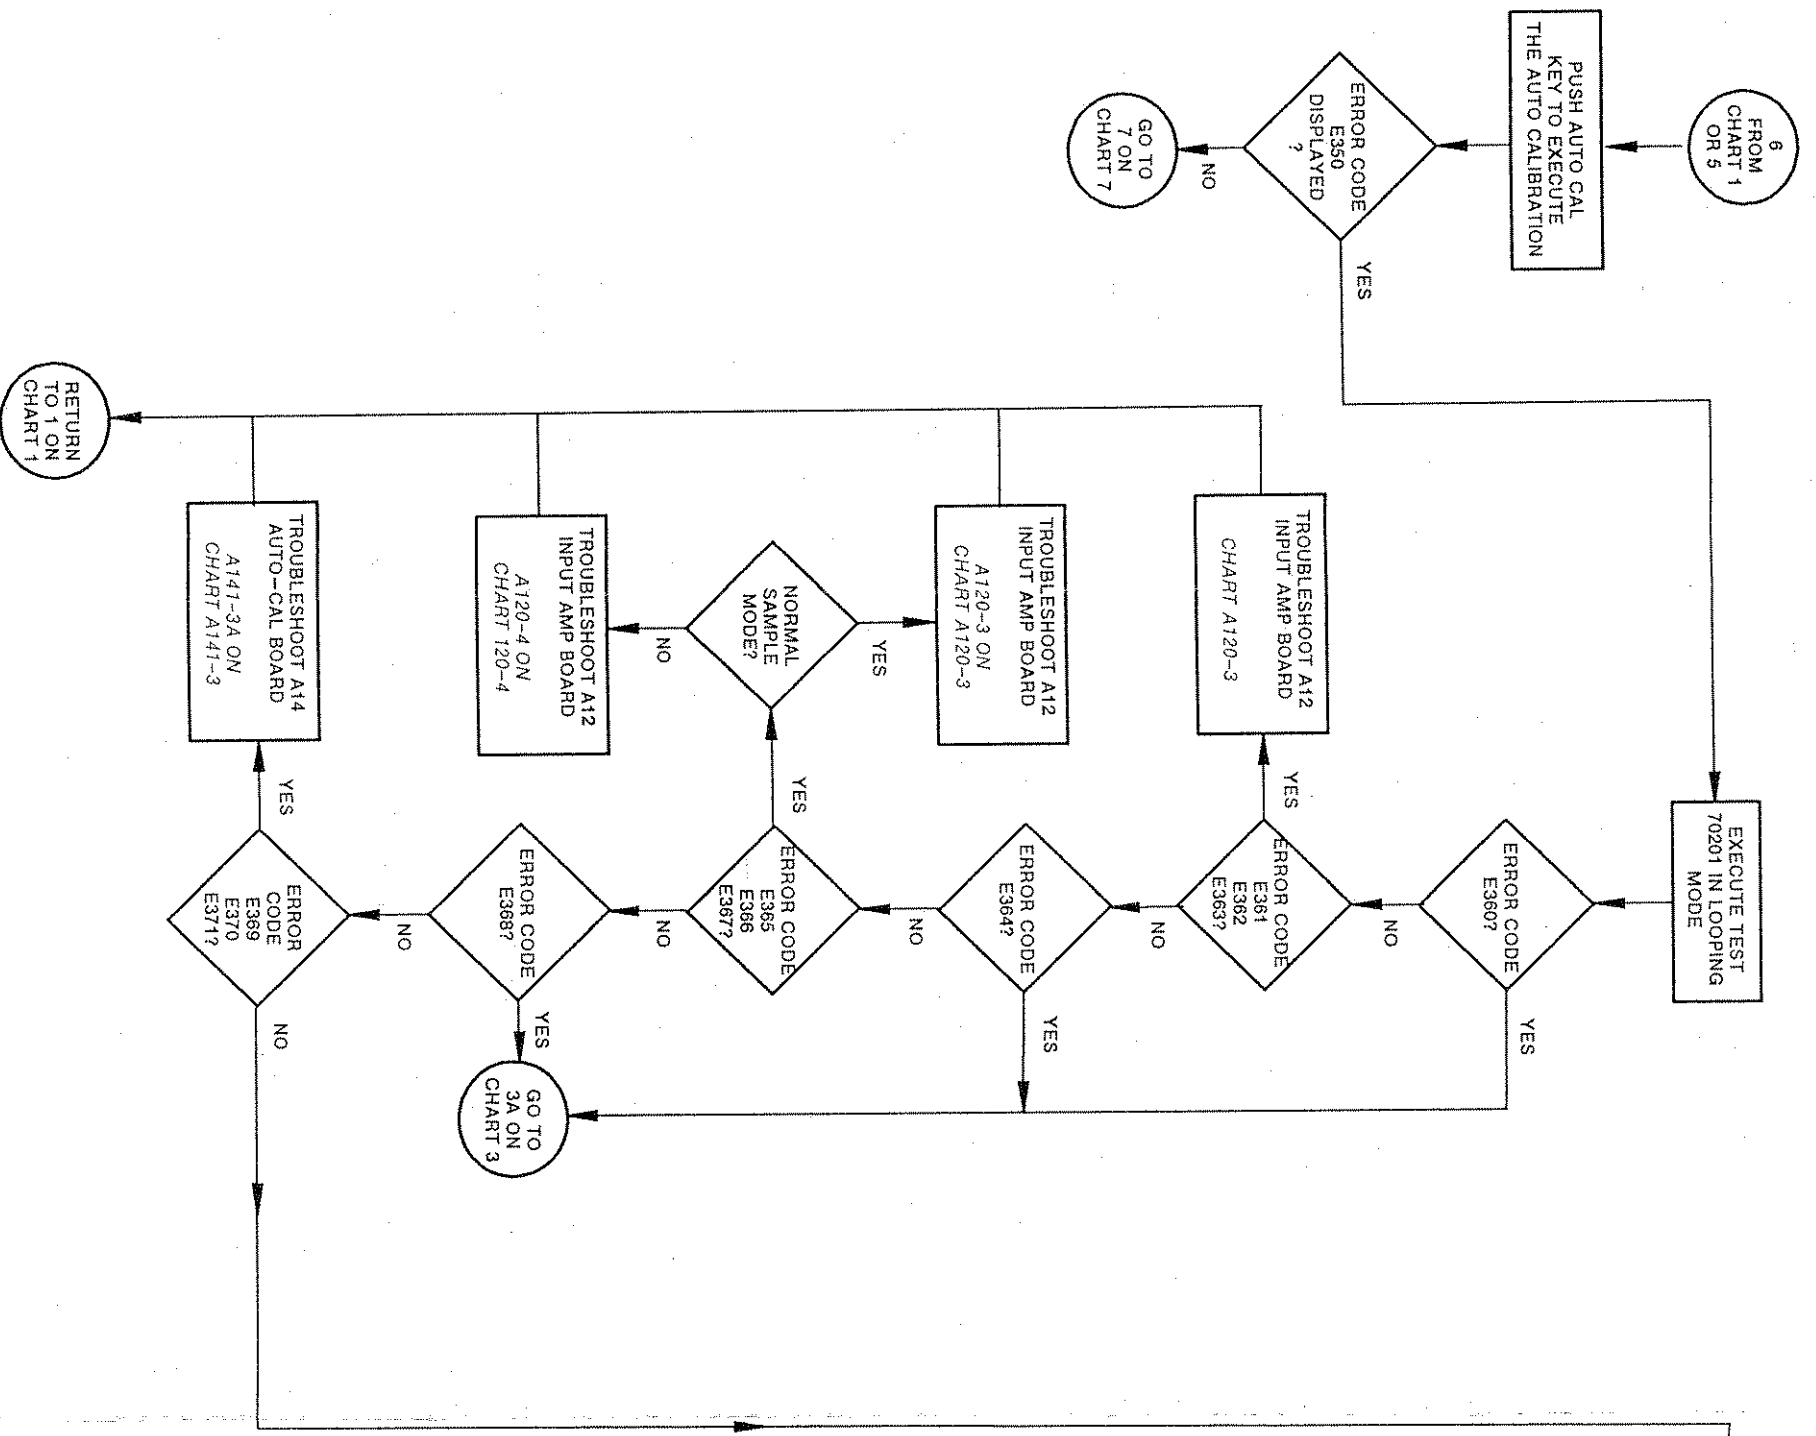 6
FROM
CHART 1
OR 5
PUSH AUTO CAL
KEY TO EXECUTE
THE AUTO CALIBRATION
ERROR CODE
E350
DISPLAYED
?
NO
GO TO
7 ON
CHART 7
YES
EXECUTE TEST
70201 IN LOOPING
MODE
ERROR CODE
E360?
YES
NO
ERROR CODE
E361
E362
E363?
YES
TROUBLESHOOT A12
INPUT AMP BOARD
CHART A120-3
NO
ERROR CODE
E364?
YES
NO
ERROR CODE
E365
E366
E367?
YES
NORMAL
SAMPLE
MODE?
YES
TROUBLESHOOT A12
INPUT AMP BOARD
A120-3 ON
CHART A120-3
NO
TROUBLESHOOT A12
INPUT AMP BOARD
A120-4 ON
CHART 120-4
NO
ERROR CODE
E368?
YES
GO TO
3A ON
CHART 3
NO
ERROR
CODE
E369
E370
E371?
YES
TROUBLESHOOT A14
AUTO-CAL BOARD
A141-3A ON
CHART A141-3
NO
RETURN
TO 1 ON
CHART 1